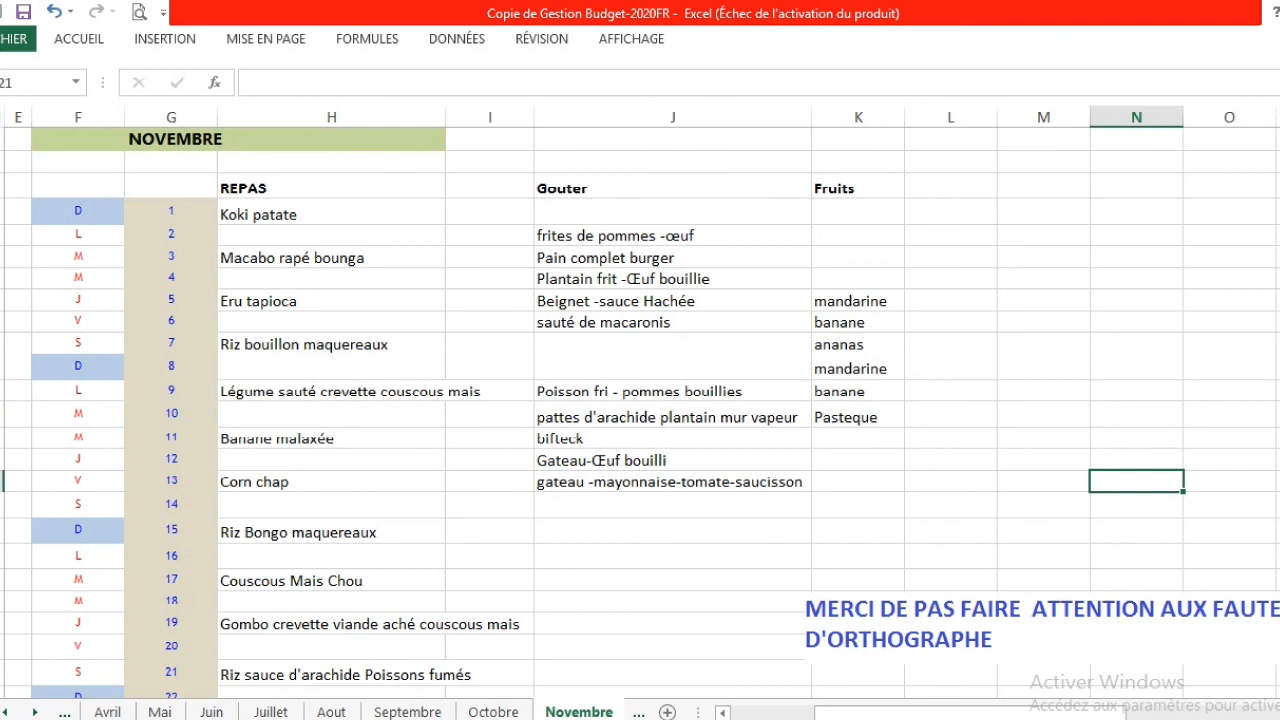 Copie de Gestion Budget-2020FR - Excel (Échec de l'activation du produit)
HIER ACCUEIL INSERTION MISE EN PAGE FORMULES DONNÉES RÉVISION AFFICHAGE
21 fx
E F G H I J K L M N O
NOVEMBRE
REPAS Gouter Fruits
D 1 Koki patate
L 2 frites de pommes -œuf
M 3 Macabo rapé bounga Pain complet burger
M 4 Plantain frit -Œuf bouillie
J 5 Eru tapioca Beignet -sauce Hachée mandarine
V 6 sauté de macaronis banane
S 7 Riz bouillon maquereaux ananas
D 8 mandarine
L 9 Légume sauté crevette couscous mais Poisson fri - pommes bouillies banane
M 10 pattes d'arachide plantain mur vapeur Pasteque
M 11 Banane malaxée bifteck
J 12 Gateau-Œuf bouilli
V 13 Corn chap gateau -mayonnaise-tomate-saucisson
S 14
D 15 Riz Bongo maquereaux
L 16
M 17 Couscous Mais Chou
M 18
J 19 Gombo crevette viande aché couscous mais
V 20
S 21 Riz sauce d'arachide Poissons fumés
D 22
MERCI DE PAS FAIRE ATTENTION AUX FAUTE
D'ORTHOGRAPHE
Activer Windows
Accédez aux paramètres pour active
... Avril Mai Juin Juillet Août Septembre Octobre Novembre ...